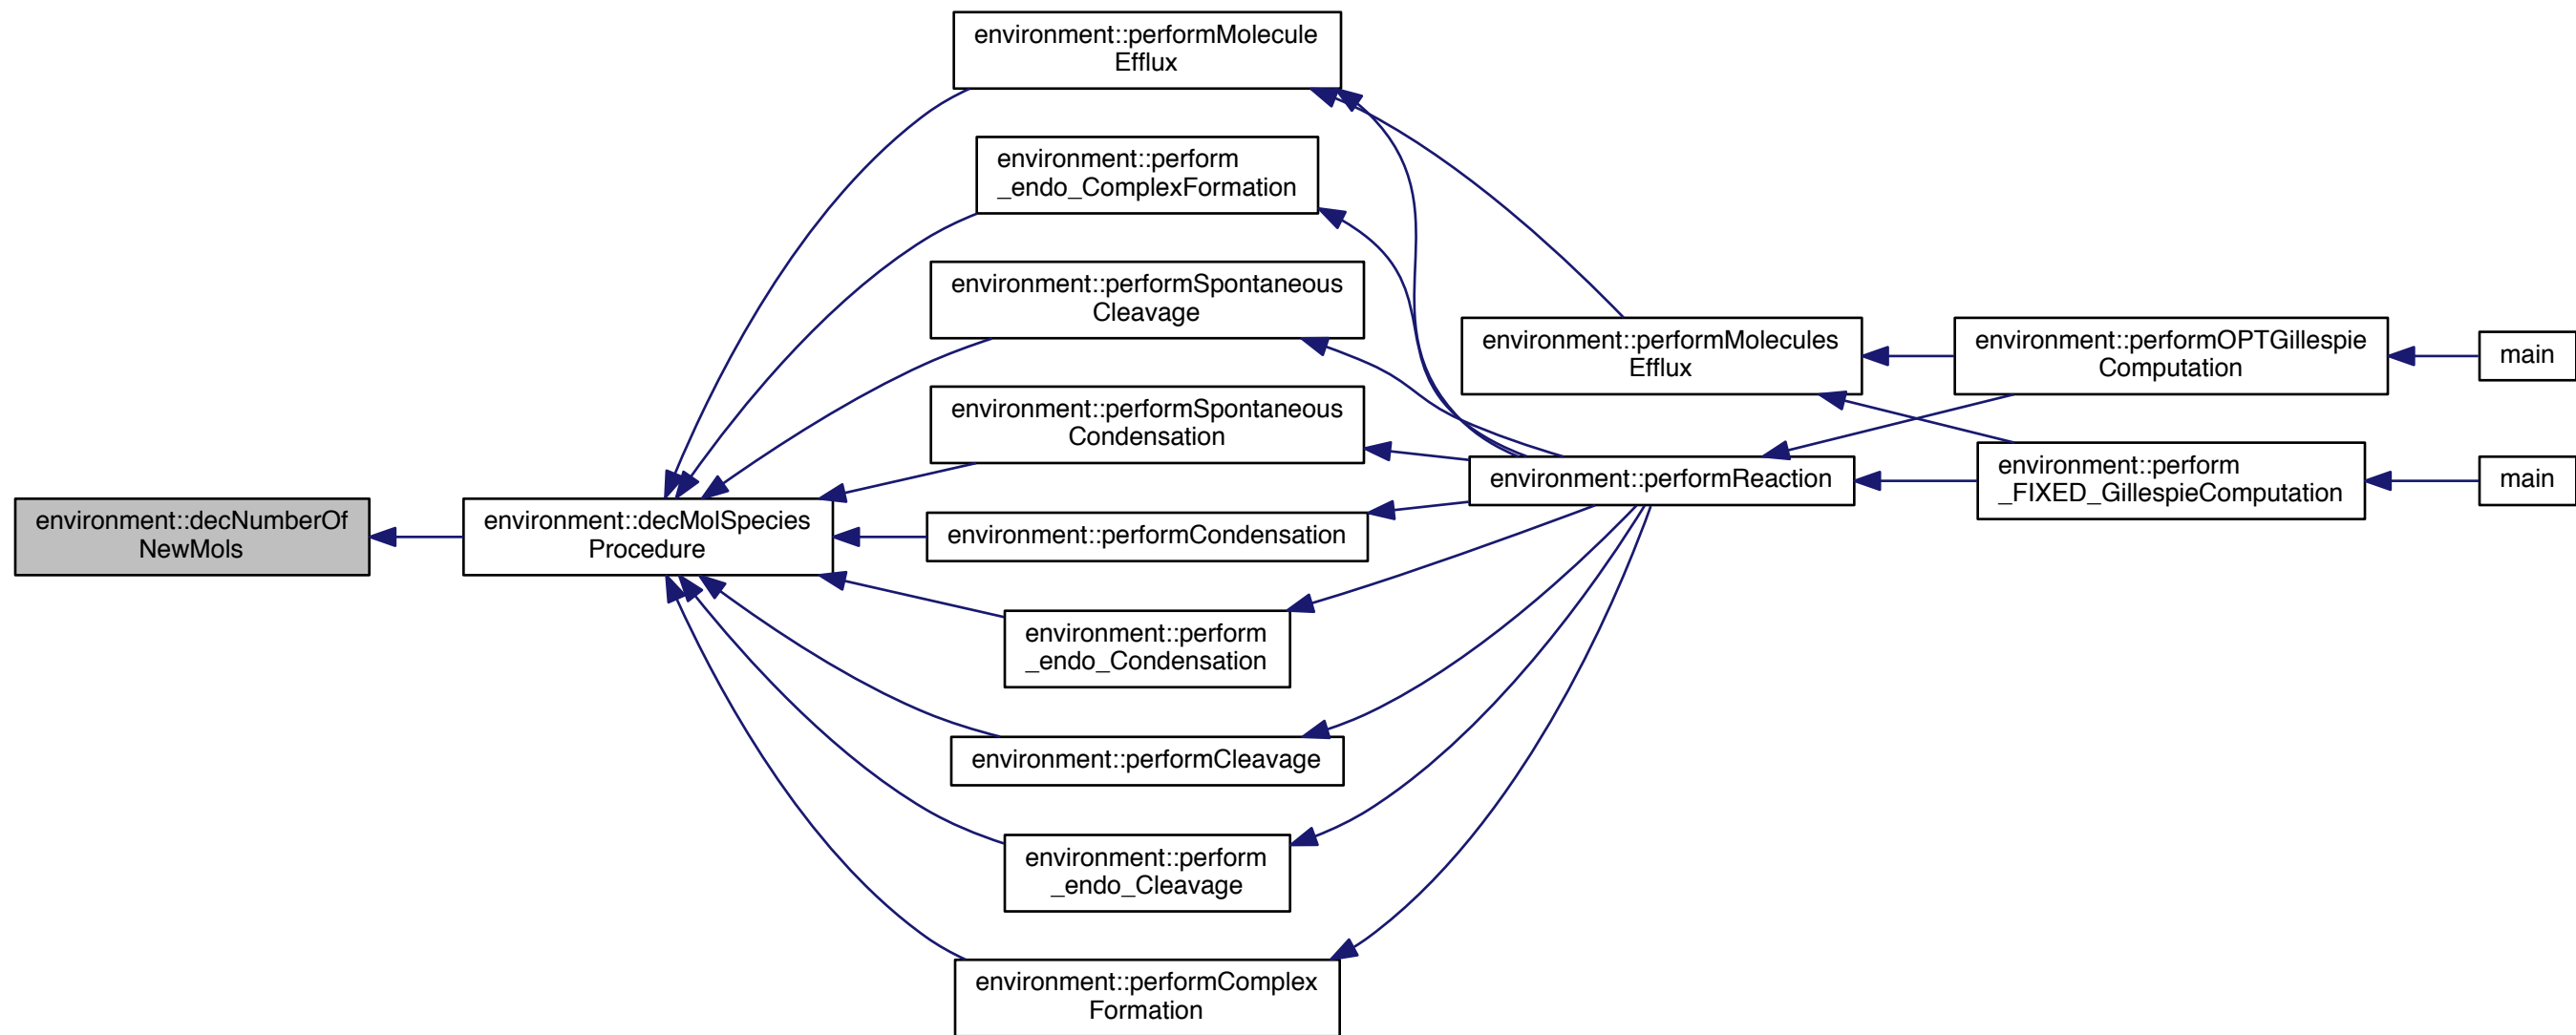 environment::performMolecule
Efflux
environment::perform
_endo_ComplexFormation
environment::performSpontaneous
Cleavage
environment::performMolecules
Efflux
environment::performOPTGillespie
Computation
main
environment::performSpontaneous
Condensation
environment::performReaction
environment::perform
_FIXED_GillespieComputation
main
environment::decNumberOf
NewMols
environment::decMolSpecies
Procedure
environment::performCondensation
environment::perform
_endo_Condensation
environment::performCleavage
environment::perform
_endo_Cleavage
environment::performComplex
Formation